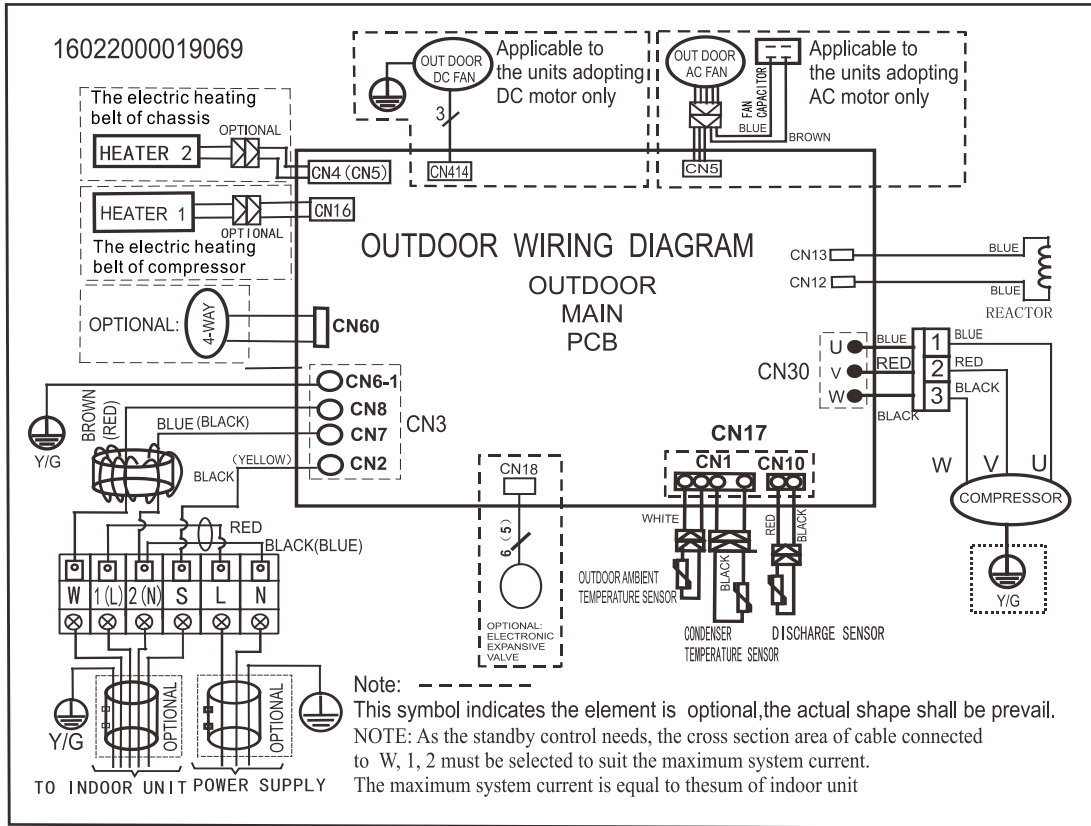 16022000019069
The electric heating
belt of chassis
OPTIONAL
HEATER 2
CN4 (CN5)
HEATER 1
CN16
OPTIONAL
The electric heating
belt of compressor
OPTIONAL:
4-WAY
CN60
OUT DOOR
DC FAN
3
CN414
Applicable to
the units adopting
DC motor only
OUT DOOR
AC FAN
FAN
CAPACITOR
BLUE
BROWN
CN5
Applicable to
the units adopting
AC motor only
OUTDOOR WIRING DIAGRAM
OUTDOOR
MAIN
PCB
CN13
BLUE
CN12
BLUE
REACTOR
CN30
U
BLUE
1
BLUE
V
RED
2
RED
W
BLACK
3
BLACK
W V U
COMPRESSOR
Y/G
CN6-1
CN8
CN7
CN2
CN3
Y/G
BROWN
(RED)
BLUE (BLACK)
(YELLOW)
BLACK
RED
BLACK(BLUE)
W 1(L) 2(N) S L N
Y/G
OPTIONAL
OPTIONAL
TO INDOOR UNIT
POWER SUPPLY
CN18
6 (5)
OPTIONAL:
ELECTRONIC
EXPANSIVE
VALVE
CN17
CN1
CN10
WHITE
BLACK
RED
BLACK
OUTDOOR AMBIENT
TEMPERATURE SENSOR
CONDENSER
TEMPERATURE SENSOR
DISCHARGE SENSOR
Note:
This symbol indicates the element is optional,the actual shape shall be prevail.
NOTE: As the standby control needs, the cross section area of cable connected
to W, 1, 2 must be selected to suit the maximum system current.
The maximum system current is equal to thesum of indoor unit